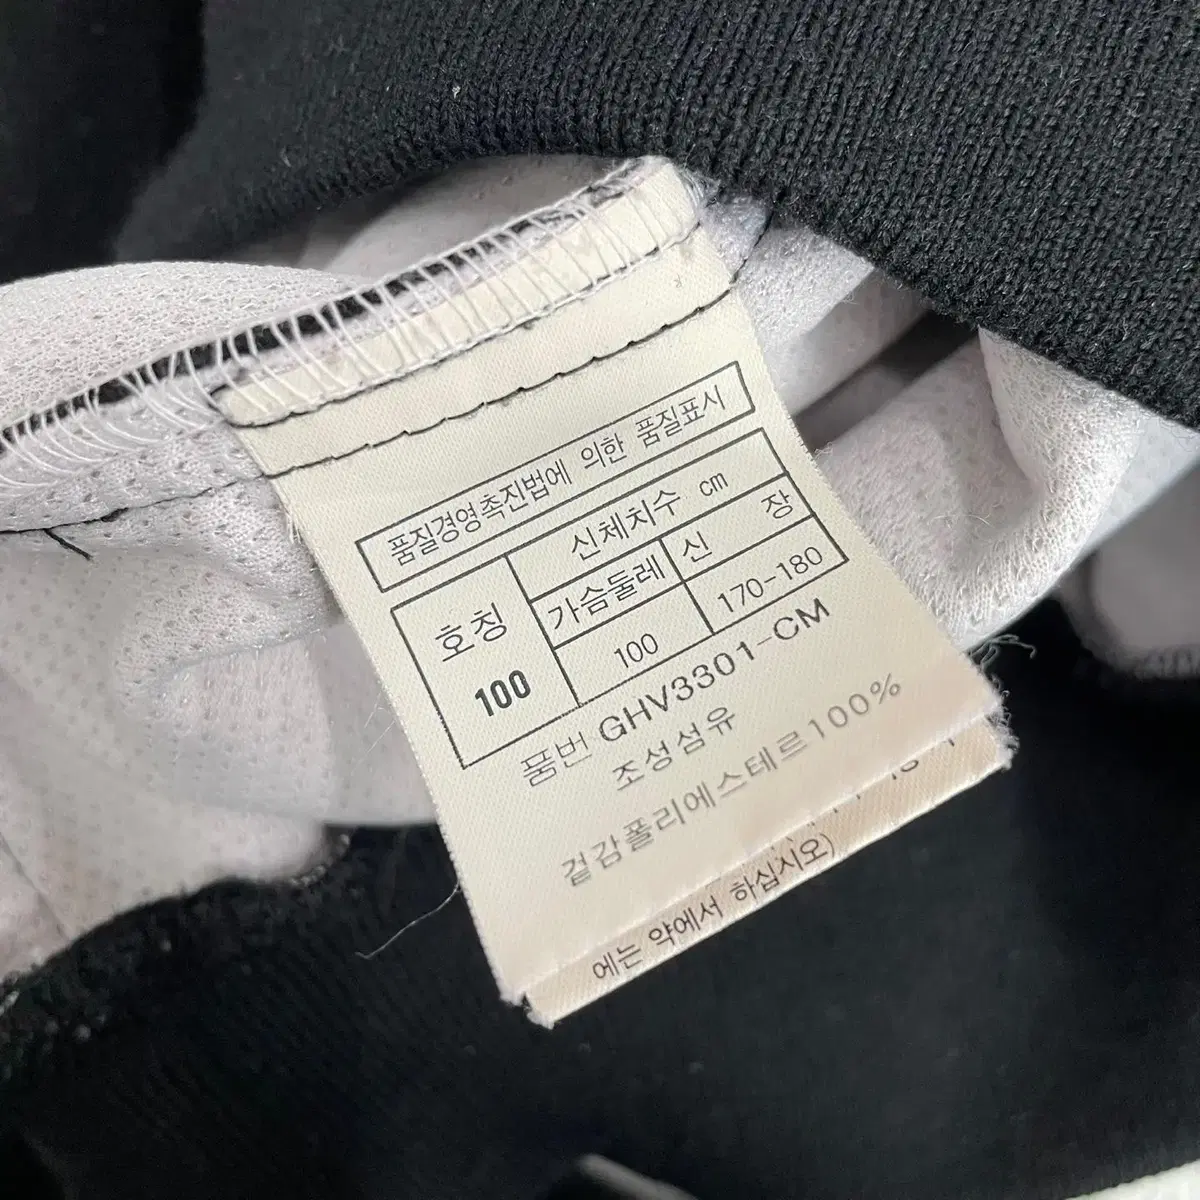 품질경영촉진법에 의한 품질표시
호칭 신체치수 cm
가슴둘레 신 장
100 100 170-180
품번 GHV3301-CM
조성섬유
겉감폴리에스테르100%
에는 약에서 하십시오)